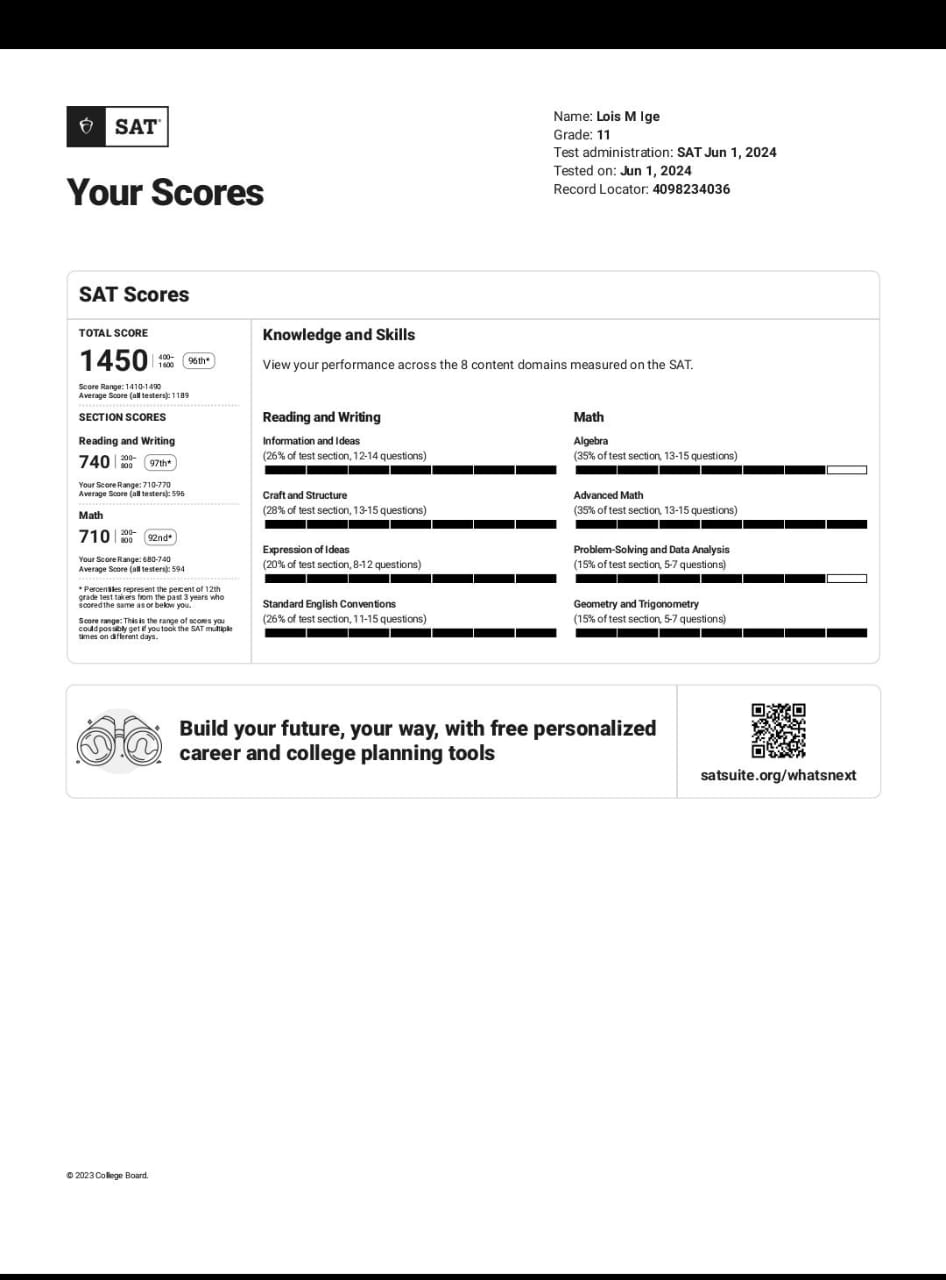 SAT
Name: Lois M Ige
Grade: 11
Test administration: SAT Jun 1, 2024
Tested on: Jun 1, 2024
Record Locator: 4098234036
Your Scores
SAT Scores
TOTAL SCORE
1450 | 400–1600 96th*
Score Range: 1410-1490
Average Score (all testers): 1189
SECTION SCORES
Reading and Writing
740 | 200–800 97th*
Your Score Range: 710-770
Average Score (all testers): 596
Math
710 | 200–800 92nd*
Your Score Range: 680-740
Average Score (all testers): 594
* Percentiles represent the percent of 12th
grade test takers from the past 3 years who
scored the same as or below you.
Score range: This is the range of scores you
could possibly get if you took the SAT multiple
times on different days.
Knowledge and Skills
View your performance across the 8 content domains measured on the SAT.
Reading and Writing
Information and Ideas
(26% of test section, 12-14 questions)
Craft and Structure
(28% of test section, 13-15 questions)
Expression of Ideas
(20% of test section, 8-12 questions)
Standard English Conventions
(26% of test section, 11-15 questions)
Math
Algebra
(35% of test section, 13-15 questions)
Advanced Math
(35% of test section, 13-15 questions)
Problem-Solving and Data Analysis
(15% of test section, 5-7 questions)
Geometry and Trigonometry
(15% of test section, 5-7 questions)
Build your future, your way, with free personalized
career and college planning tools
satsuite.org/whatsnext
© 2023 College Board.